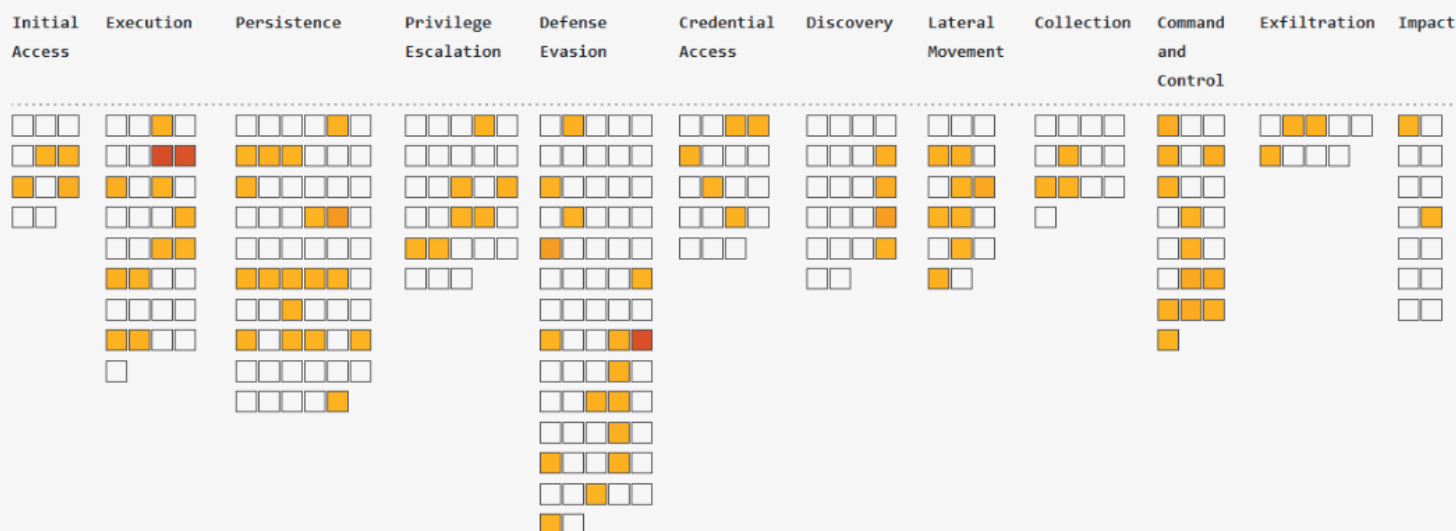 Initial Access
Execution
Persistence
Privilege Escalation
Defense Evasion
Credential Access
Discovery
Lateral Movement
Collection
Command and Control
Exfiltration
Impact